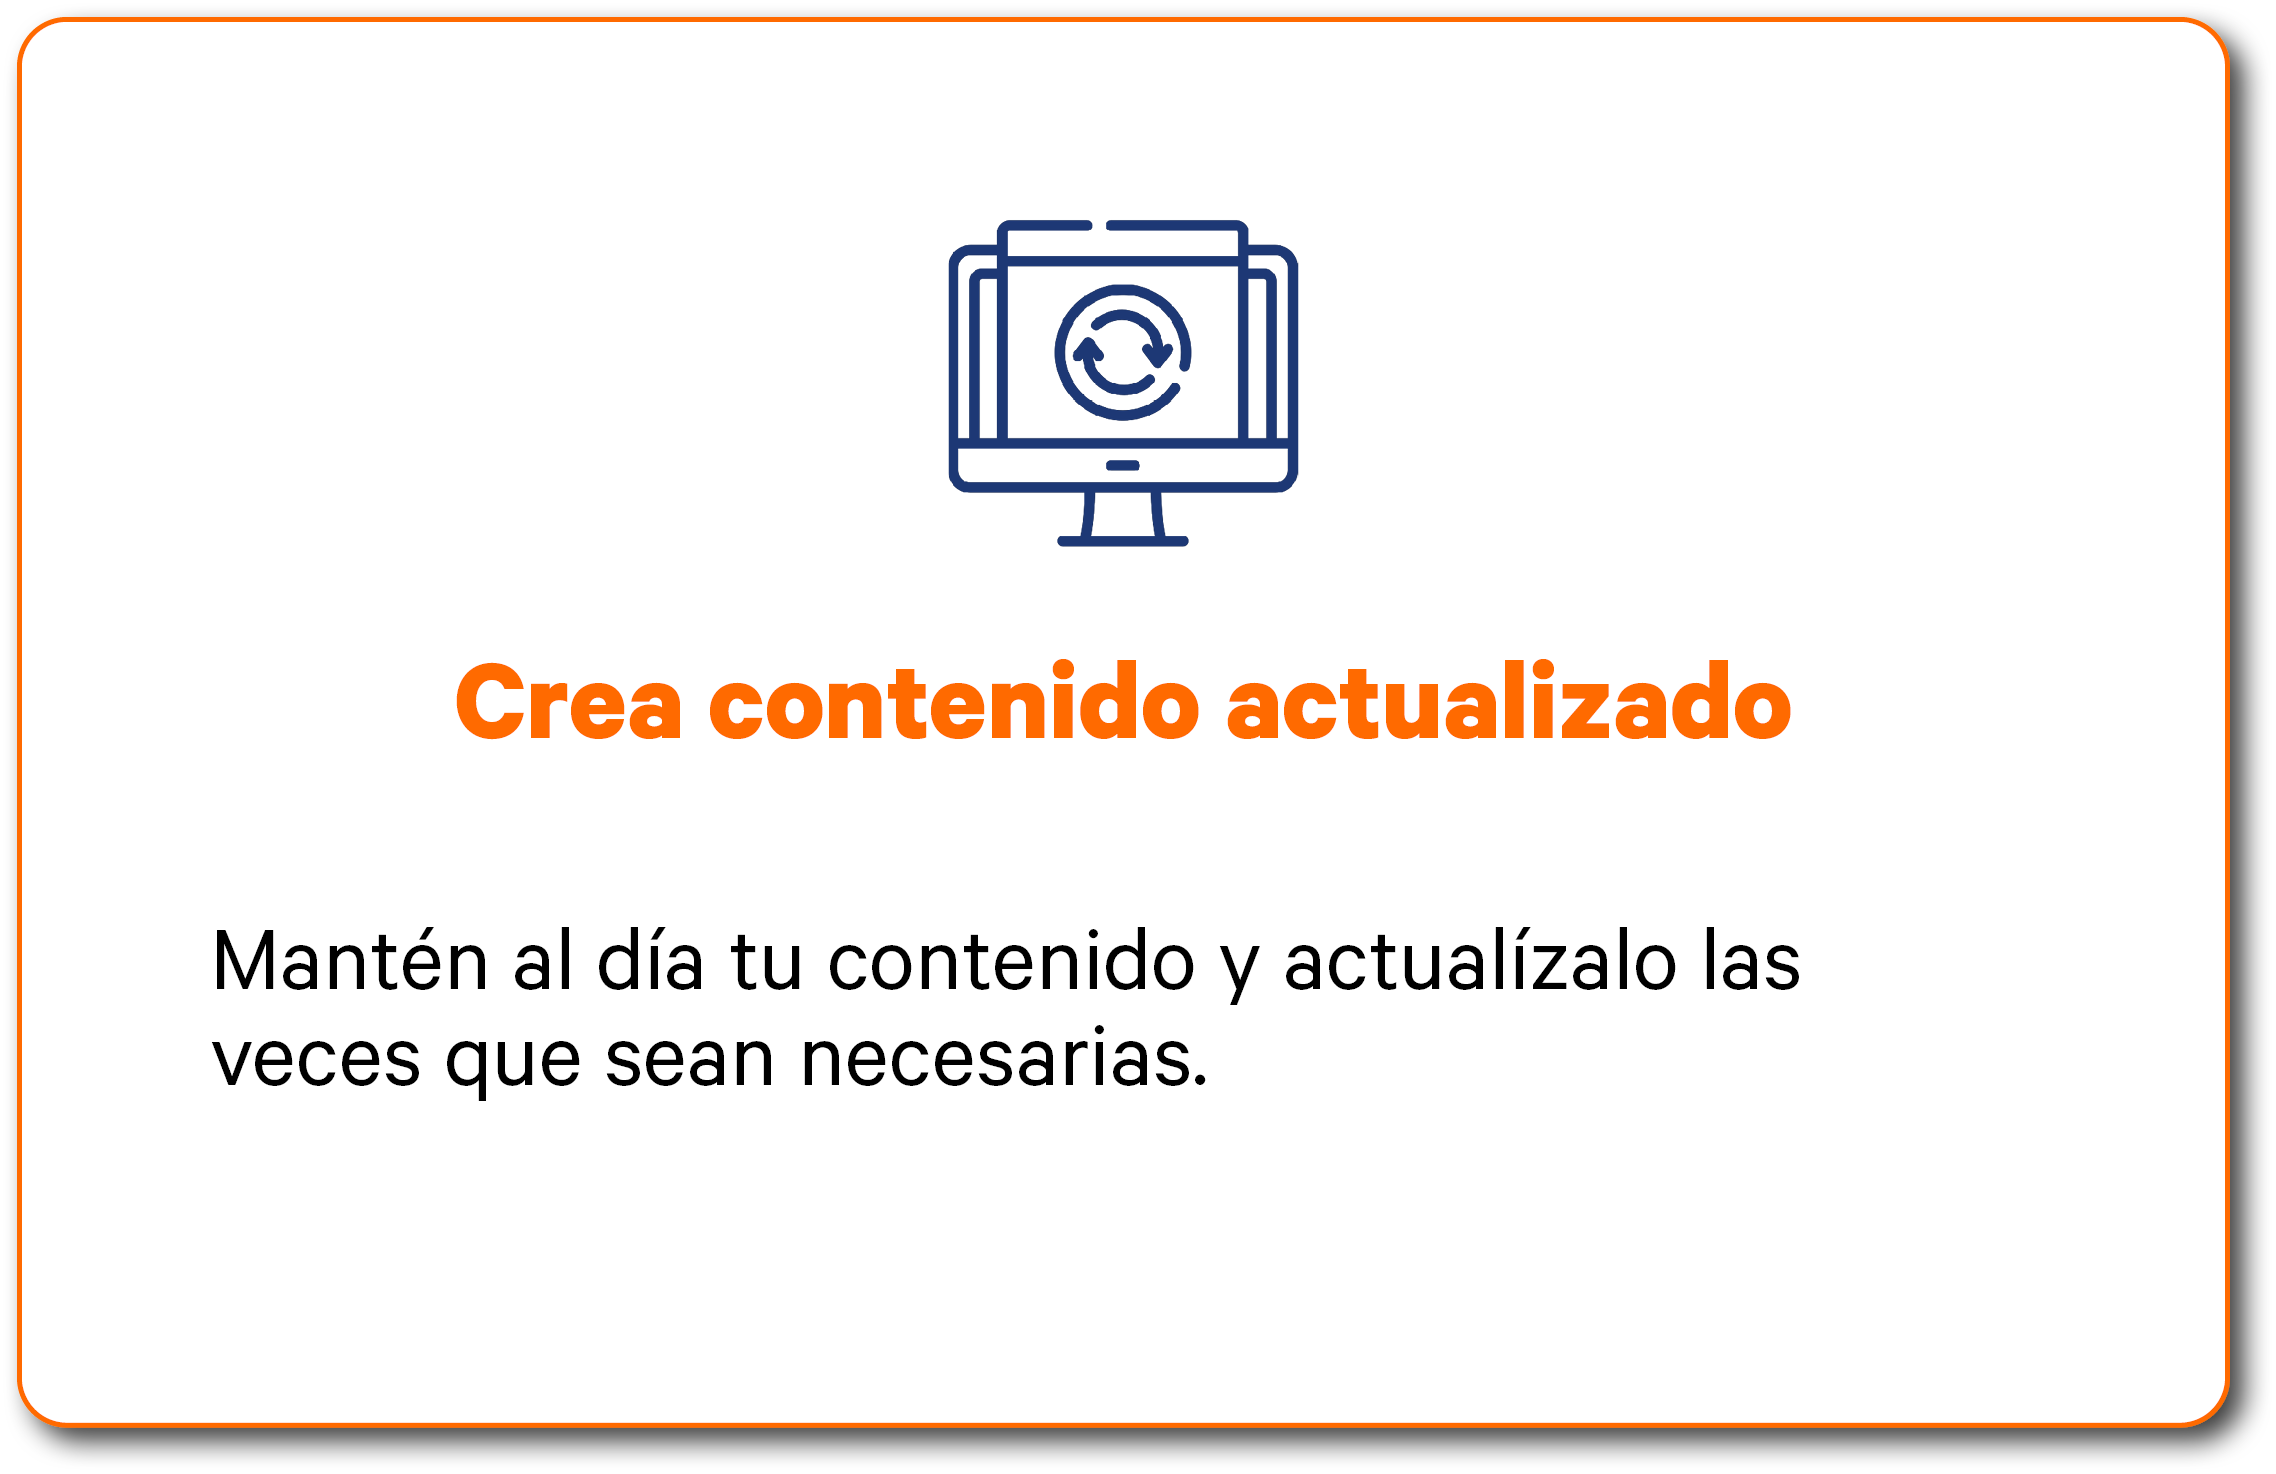 Crea contenido actualizado
Mantén al día tu contenido y actualízalo las
veces que sean necesarias.